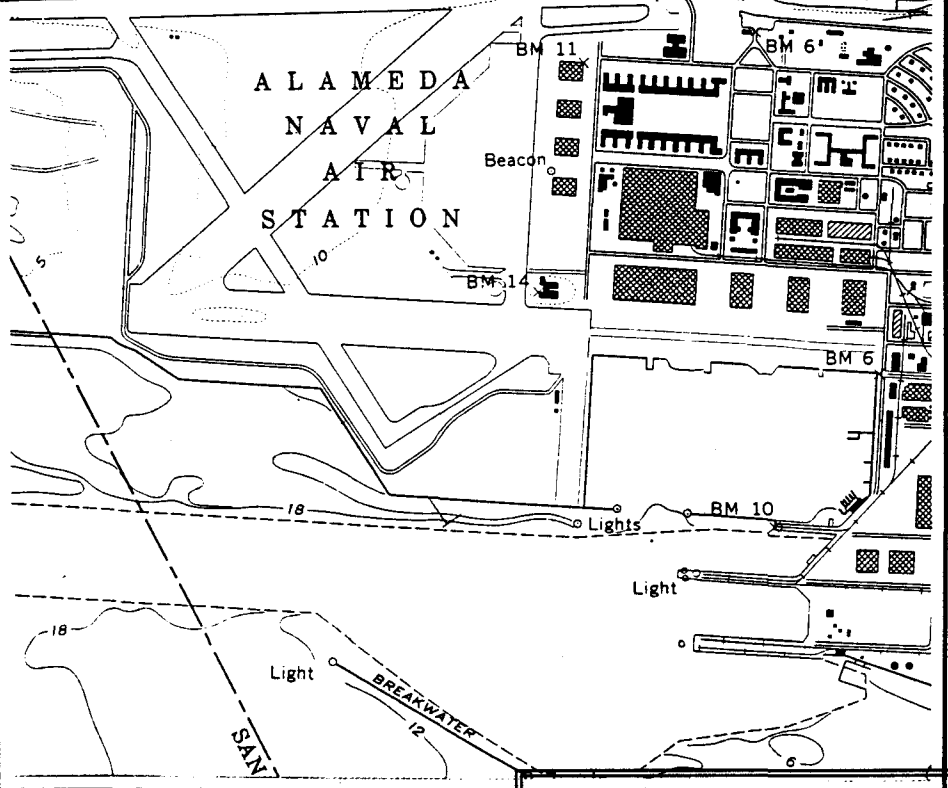 BM 11
BM 6
ALAMEDA
NAVAL
Beacon
AIR
STATION
10
5
BM 14
BM 6
18
Lights
BM 10
Light
18
Light
BREAKWATER
12
SAN
6